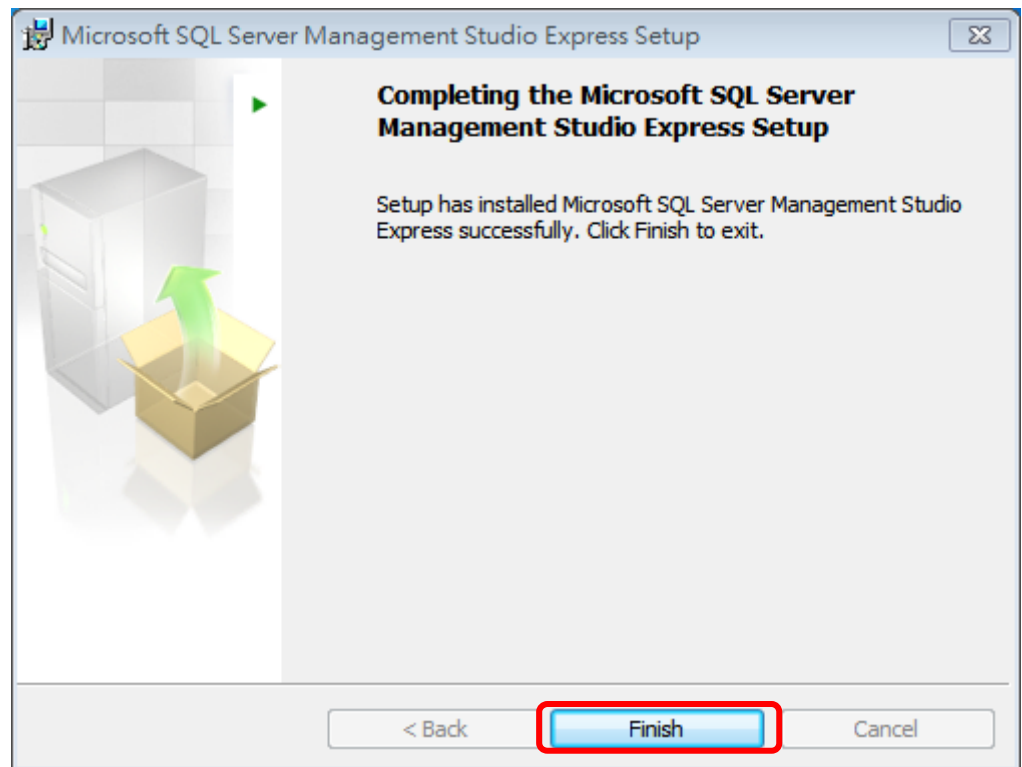 Microsoft SQL Server Management Studio Express Setup
Completing the Microsoft SQL Server
Management Studio Express Setup
Setup has installed Microsoft SQL Server Management Studio
Express successfully. Click Finish to exit.
< Back
Finish
Cancel